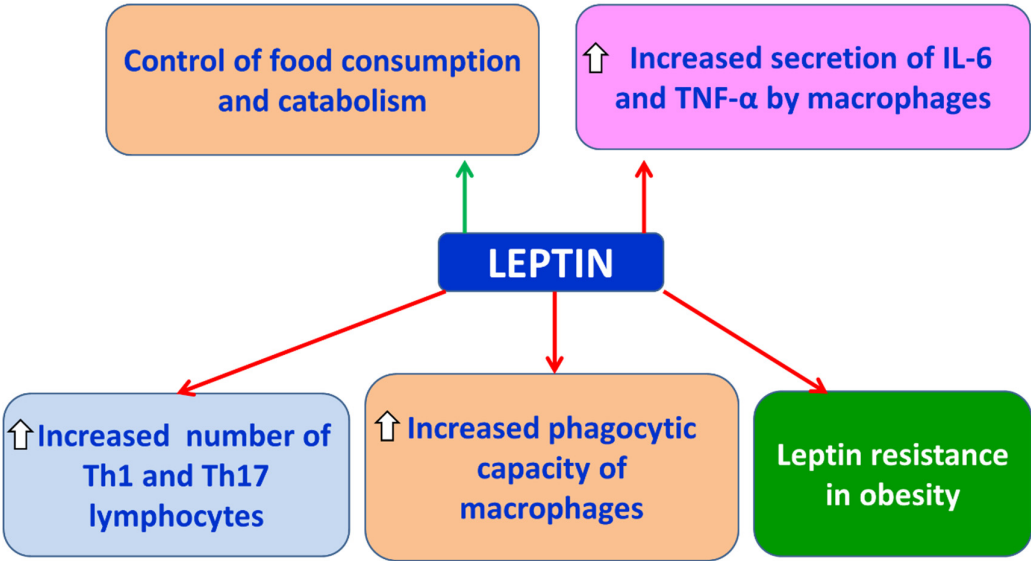 Control of food consumption
and catabolism
Increased secretion of IL-6
and TNF-α by macrophages
LEPTIN
Increased number of
Th1 and Th17
lymphocytes
Increased phagocytic
capacity of
macrophages
Leptin resistance
in obesity